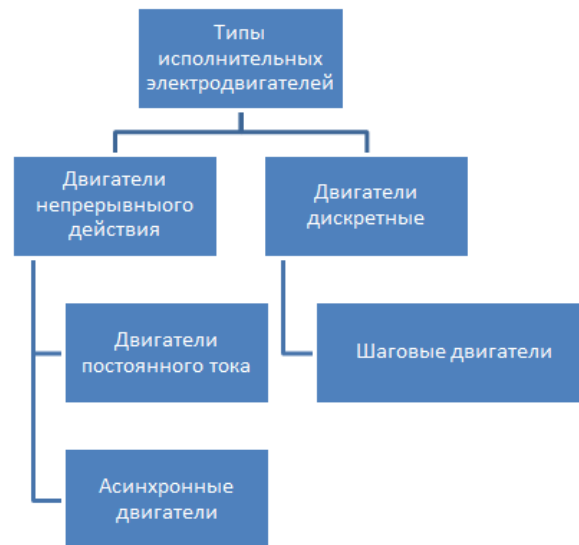 Типы
исполнительных
электродвигателей
Двигатели
непрерывныого
действия
Двигатели
дискретные
Двигатели
постоянного тока
Шаговые двигатели
Асинхронные
двигатели